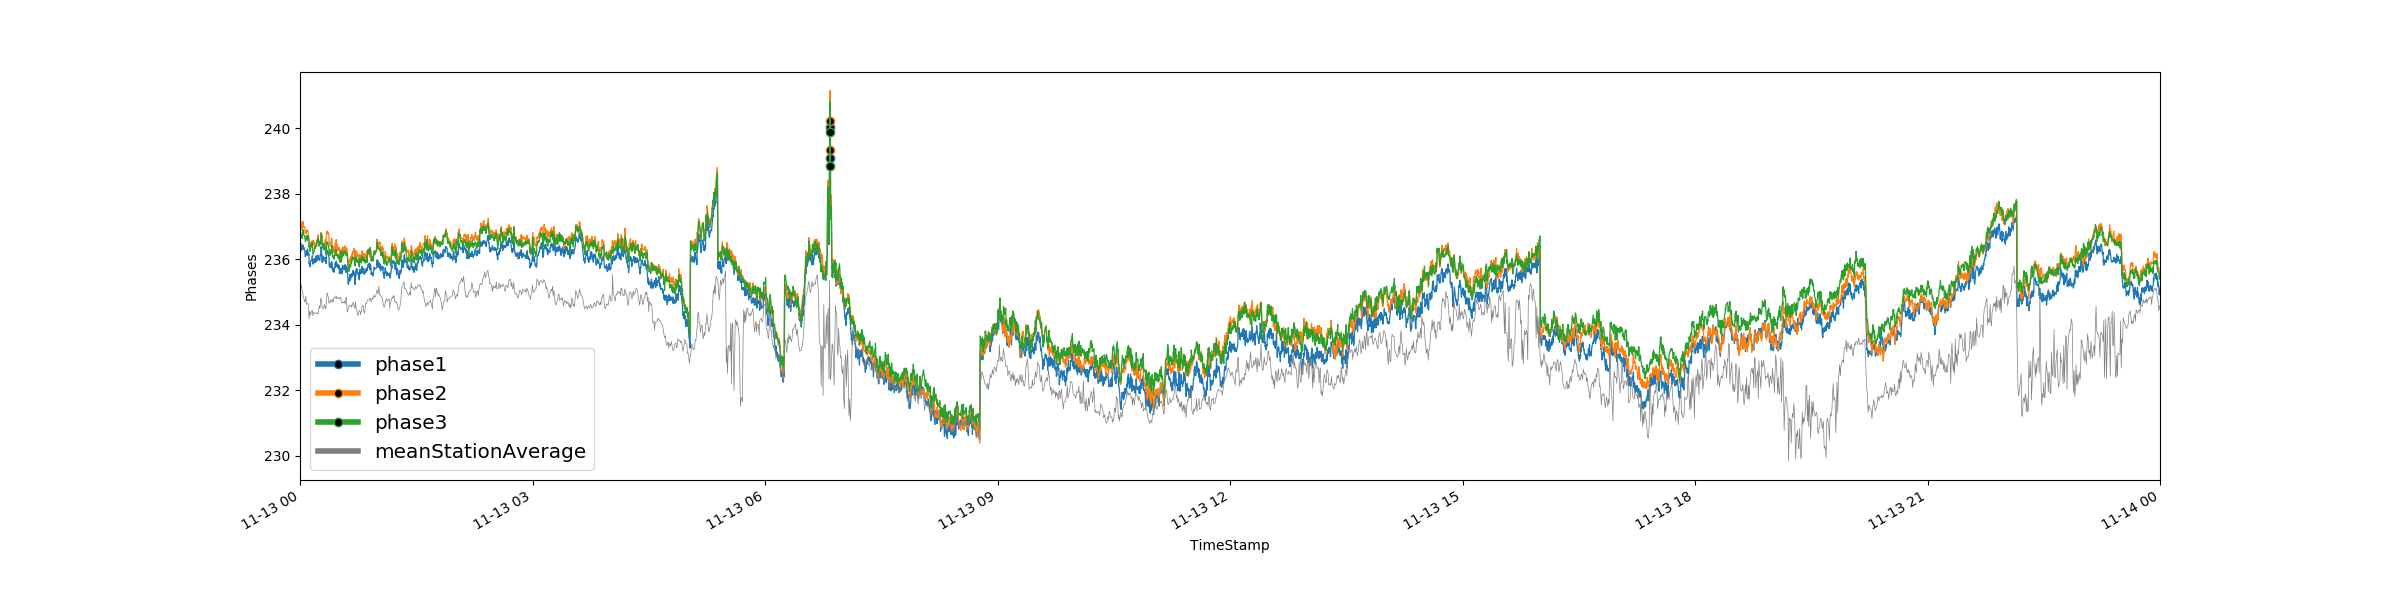 240
238
236
234
232
230
Phases
phase1
phase2
phase3
meanStationAverage
11-13 00
11-13 03
11-13 06
11-13 09
11-13 12
11-13 15
11-13 18
11-13 21
11-14 00
TimeStamp